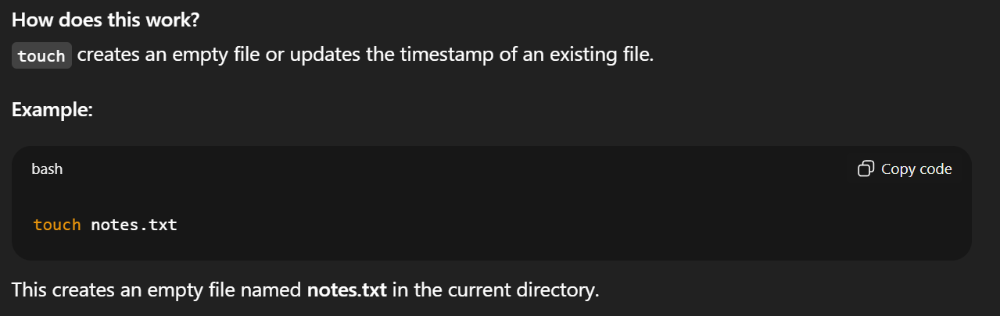 How does this work?
touch creates an empty file or updates the timestamp of an existing file.
Example:
bash
Copy code
touch notes.txt
This creates an empty file named notes.txt in the current directory.